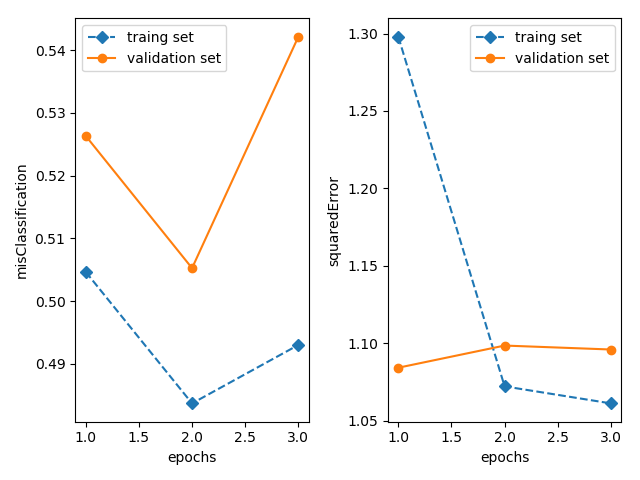 traing set
validation set
misClassification
0.54
0.53
0.52
0.51
0.50
0.49
1.0 1.5 2.0 2.5 3.0
epochs
traing set
validation set
squaredError
1.30
1.25
1.20
1.15
1.10
1.05
1.0 1.5 2.0 2.5 3.0
epochs